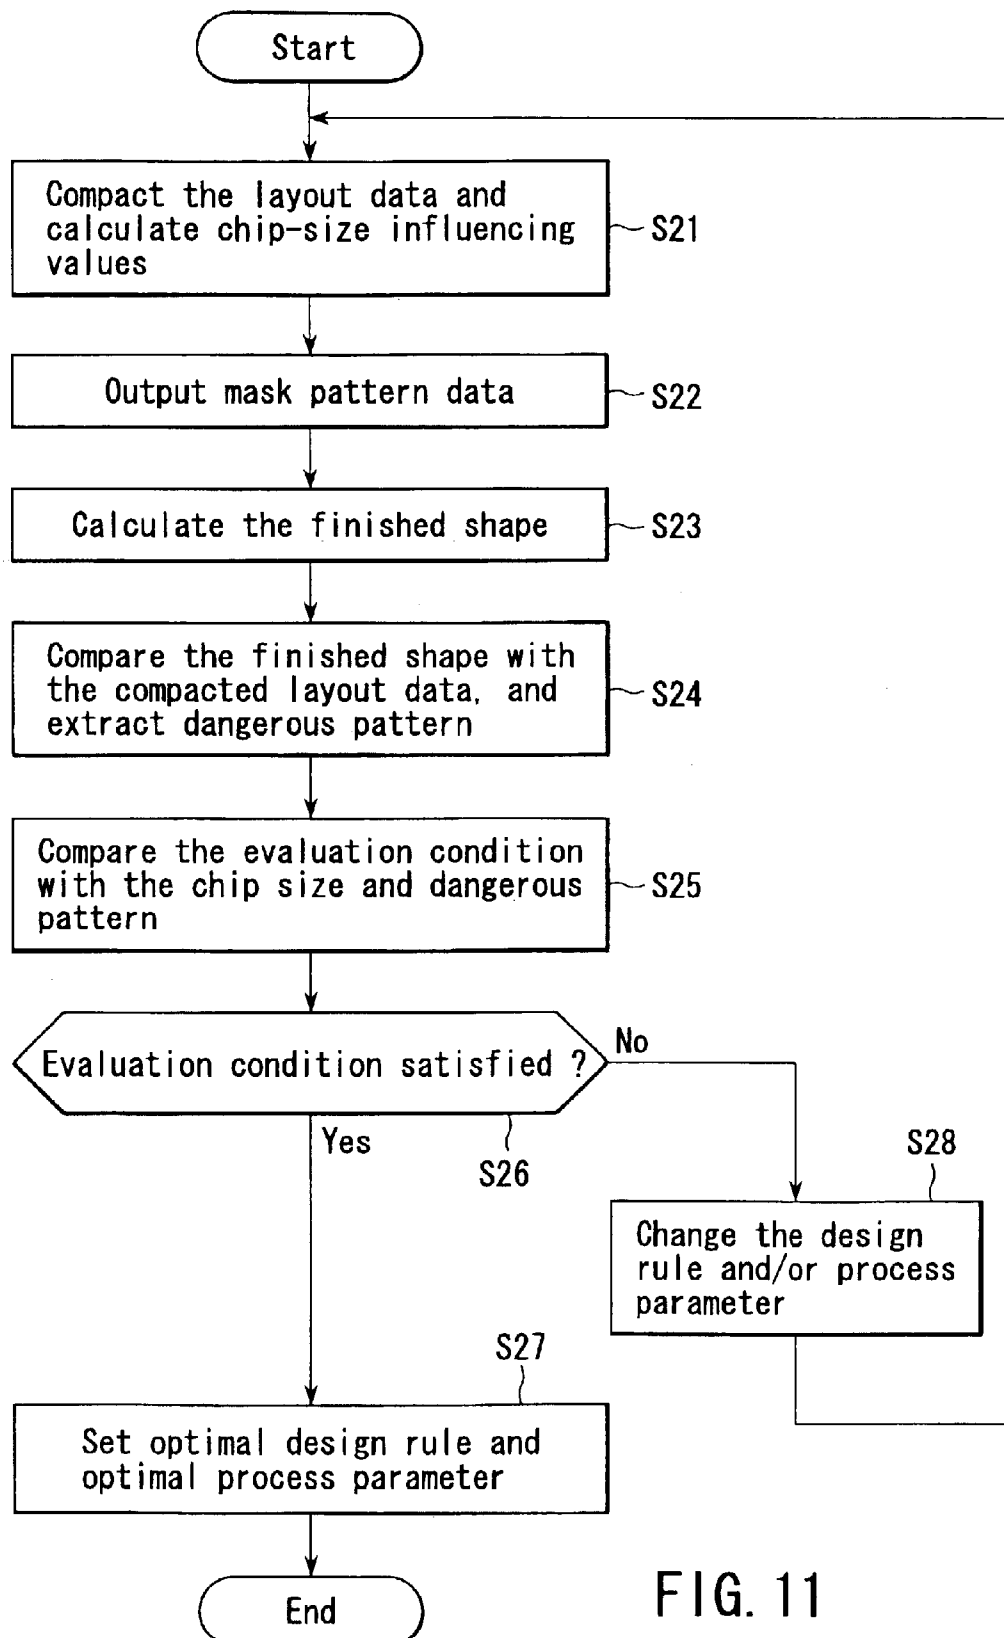 Start
Compact the layout data and
calculate chip-size influencing
values
S21
Output mask pattern data
S22
Calculate the finished shape
S23
Compare the finished shape with
the compacted layout data, and
extract dangerous pattern
S24
Compare the evaluation condition
with the chip size and dangerous
pattern
S25
Evaluation condition satisfied ?
No
Yes
S26
S28
Change the design
rule and/or process
parameter
S27
Set optimal design rule and
optimal process parameter
End
FIG. 11